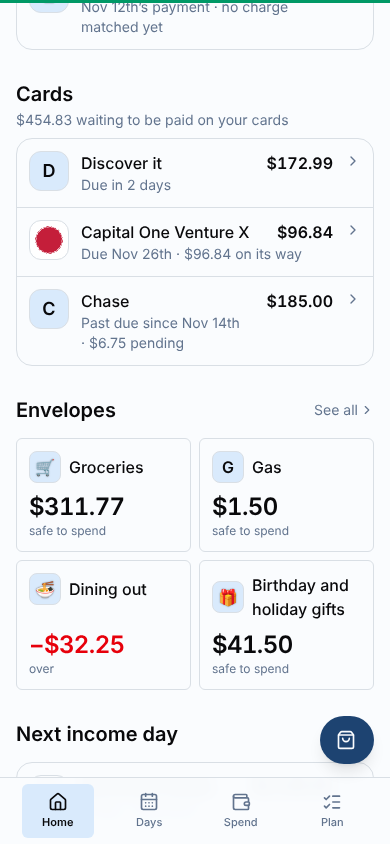 Nov 12th's payment · no charge
matched yet
Cards
$454.83 waiting to be paid on your cards
D
Discover it
$172.99
Due in 2 days
Capital One Venture X
$96.84
Due Nov 26th · $96.84 on its way
C
Chase
$185.00
Past due since Nov 14th
· $6.75 pending
Envelopes
See all
Groceries
$311.77
safe to spend
G
Gas
$1.50
safe to spend
Dining out
–$32.25
over
Birthday and
holiday gifts
$41.50
safe to spend
Next income day
Home
Days
Spend
Plan